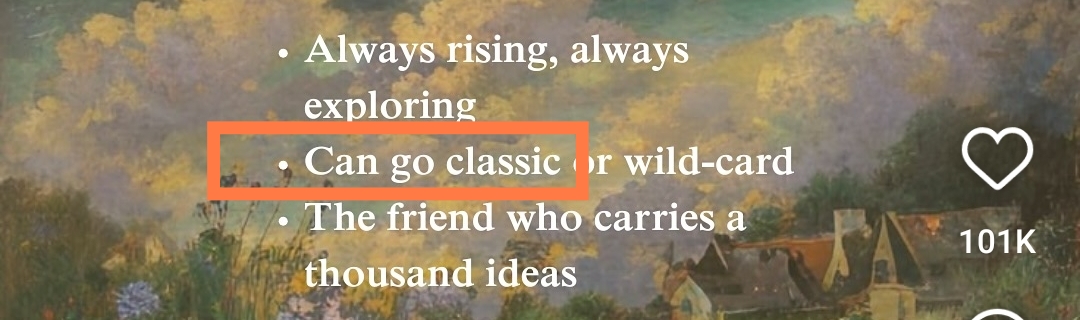 • Always rising, always
exploring
• Can go classic or wild-card
• The friend who carries a
thousand ideas
101K